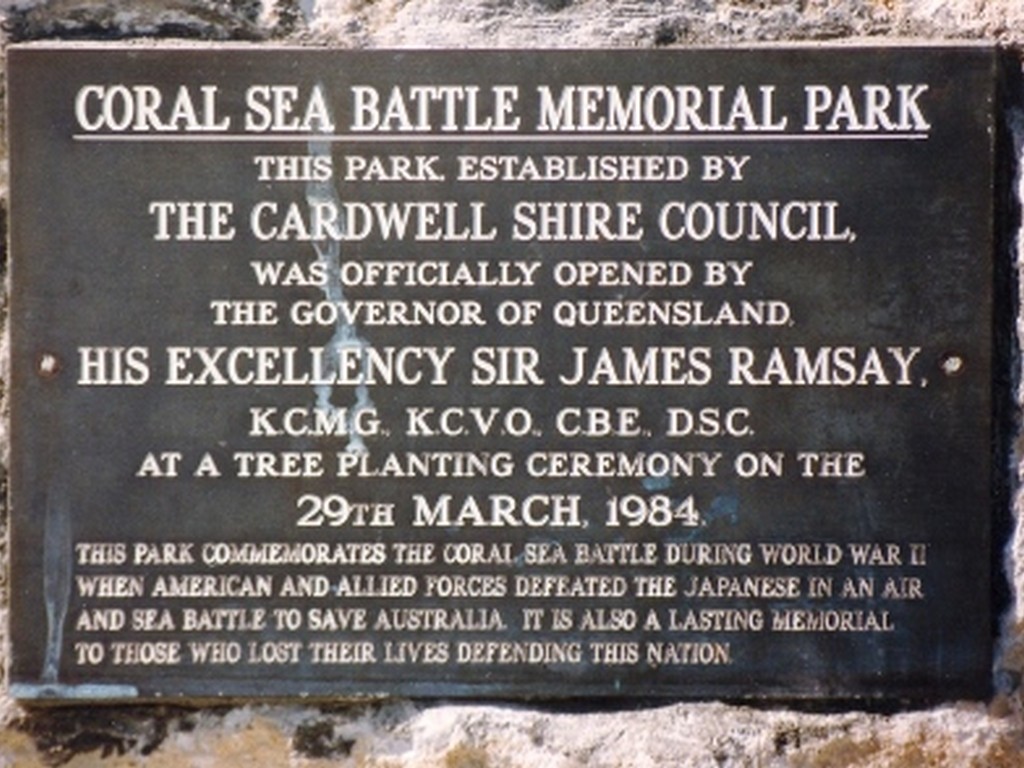 CORAL SEA BATTLE MEMORIAL PARK
THIS PARK, ESTABLISHED BY
THE CARDWELL SHIRE COUNCIL,
WAS OFFICIALLY OPENED BY
THE GOVERNOR OF QUEENSLAND,
HIS EXCELLENCY SIR JAMES RAMSAY,
K.C.M.G., K.C.V.O., C.B.E., D.S.C.
AT A TREE PLANTING CEREMONY ON THE
29TH MARCH, 1984.
THIS PARK COMMEMORATES THE CORAL SEA BATTLE DURING WORLD WAR II
WHEN AMERICAN AND ALLIED FORCES DEFEATED THE JAPANESE IN AN AIR
AND SEA BATTLE TO SAVE AUSTRALIA. IT IS ALSO A LASTING MEMORIAL
TO THOSE WHO LOST THEIR LIVES DEFENDING THIS NATION.